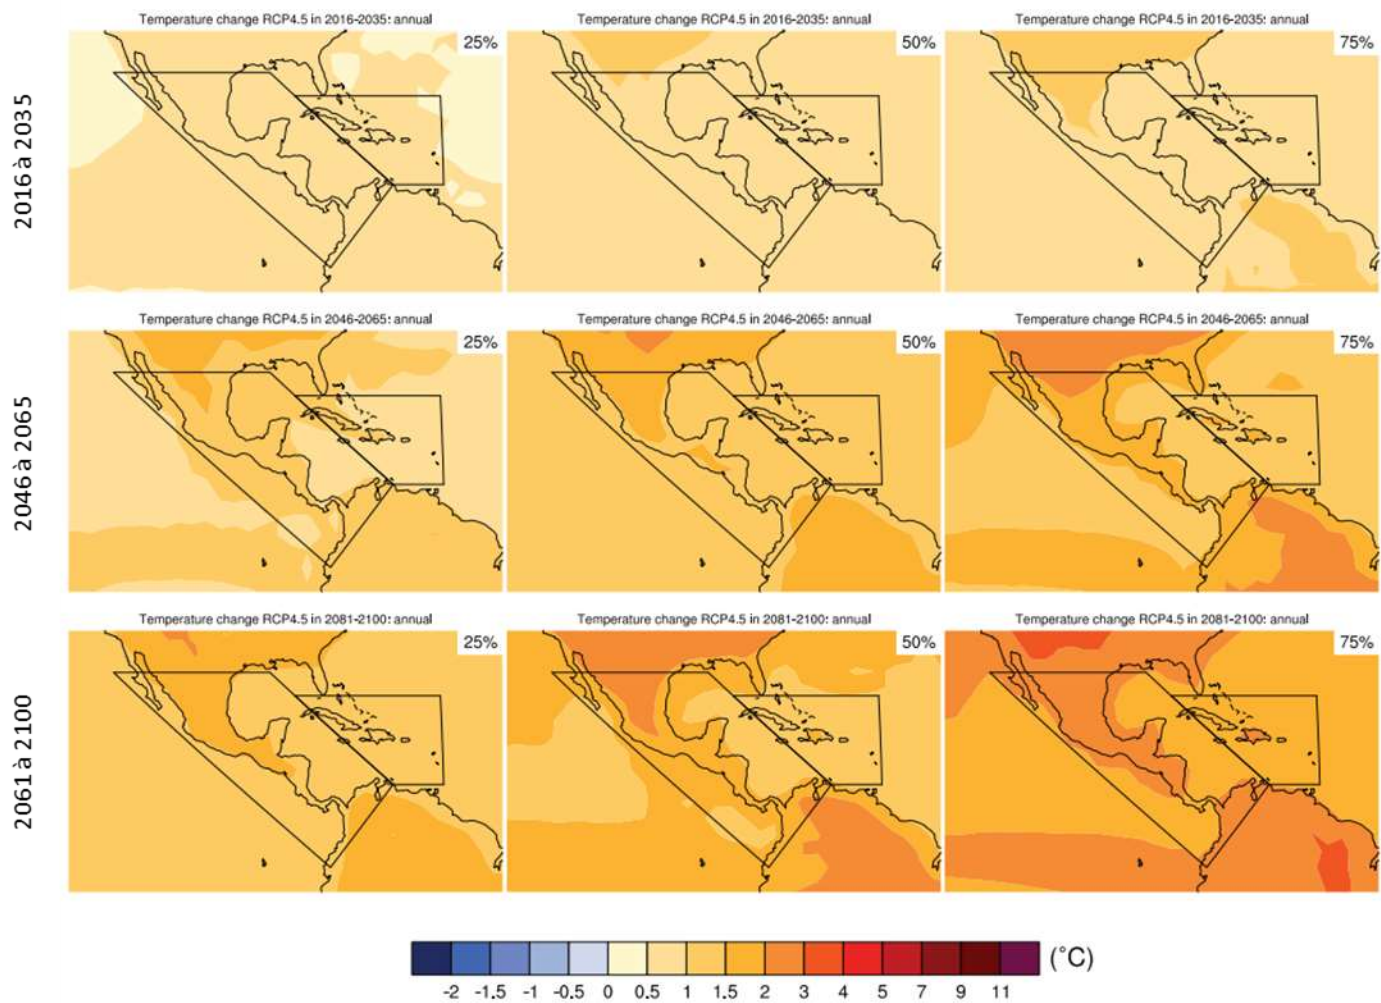 Temperature change RCP4.5 in 2016-2035: annual
Temperature change RCP4.5 in 2016-2035: annual
Temperature change RCP4.5 in 2016-2035: annual
25%
50%
75%
2016 à 2035
Temperature change RCP4.5 in 2046-2065: annual
Temperature change RCP4.5 in 2046-2065: annual
Temperature change RCP4.5 in 2046-2065: annual
25%
50%
75%
2046 à 2065
Temperature change RCP4.5 in 2081-2100: annual
Temperature change RCP4.5 in 2081-2100: annual
Temperature change RCP4.5 in 2081-2100: annual
25%
50%
75%
2061 à 2100
(°C)
-2 -1.5 -1 -0.5 0 0.5 1 1.5 2 3 4 5 7 9 11